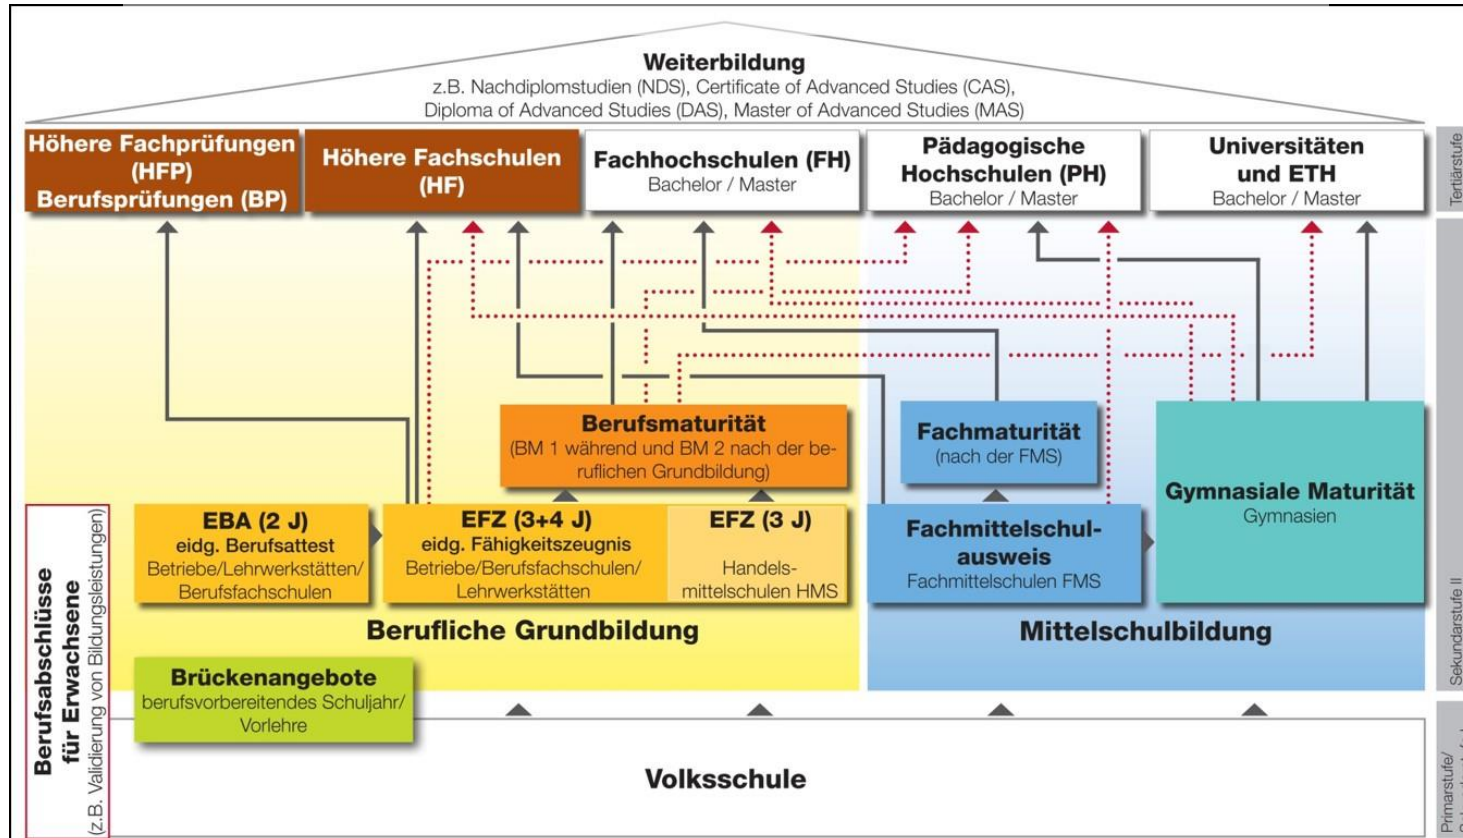 Weiterbildung
z.B. Nachdiplomstudien (NDS), Certificate of Advanced Studies (CAS),
Diploma of Advanced Studies (DAS), Master of Advanced Studies (MAS)
Höhere Fachprüfungen
(HFP)
Berufsprüfungen (BP)
Höhere Fachschulen
(HF)
Fachhochschulen (FH)
Bachelor / Master
Pädagogische
Hochschulen (PH)
Bachelor / Master
Universitäten
und ETH
Bachelor / Master
Tertiärstufe
Berufsmaturität
(BM 1 während und BM 2 nach der be-
ruflichen Grundbildung)
Fachmaturität
(nach der FMS)
Gymnasiale Maturität
Gymnasien
EBA (2 J)
eidg. Berufsattest
Betriebe/Lehrwerkstätten/
Berufsfachschulen
EFZ (3+4 J)
eidg. Fähigkeitszeugnis
Betriebe/Berufsfachschulen/
Lehrwerkstätten
EFZ (3 J)
Handels-
mittelschulen HMS
Fachmittelschul-
ausweis
Fachmittelschulen FMS
Berufliche Grundbildung
Mittelschulbildung
Sekundarstufe II
Berufsabschlüsse
für Erwachsene
(z.B. Validierung von Bildungsleistungen)
Brückenangebote
berufsvorbereitendes Schuljahr/
Vorlehre
Volksschule
Primarstufe/